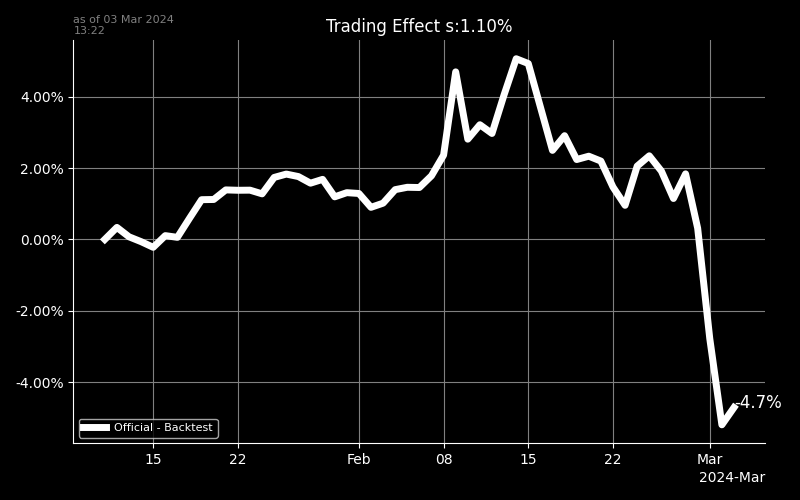 as of 03 Mar 2024
13:22
Trading Effect s:1.10%
4.00%
2.00%
0.00%
-2.00%
-4.00%
-4.7%
Official - Backtest
15 22 Feb 08 15 22 Mar
2024-Mar